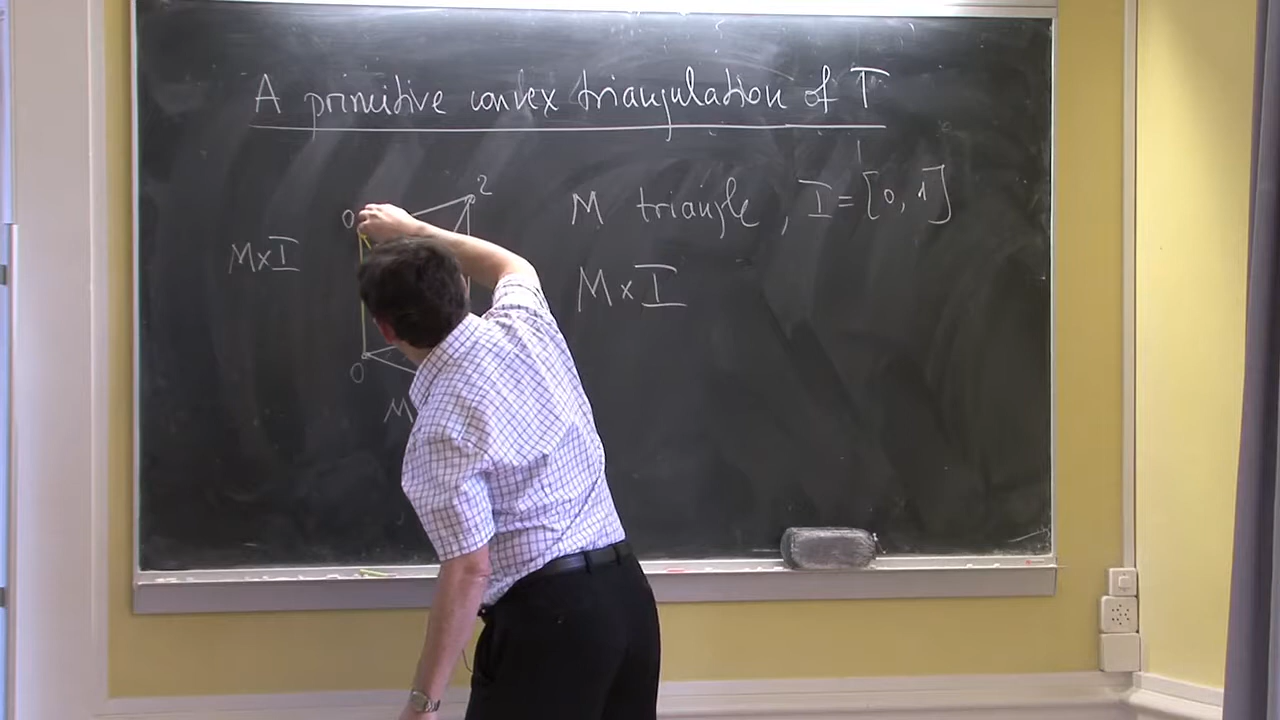 A primitive convex triangulation of T
2
0
M triangle, I = [0, 1]
M×I
M×I
0
M